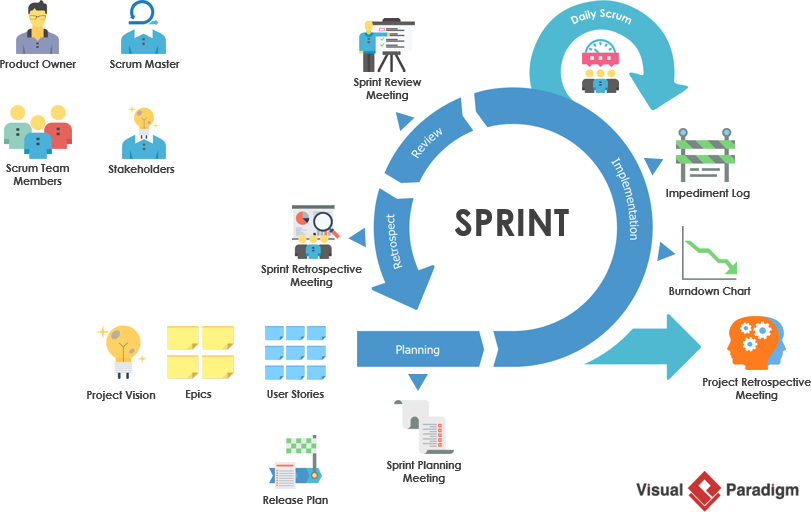 Product Owner
Scrum Master
Scrum Team
Members
Stakeholders
Sprint Review
Meeting
Daily Scrum
Review
Implementation
Impediment Log
SPRINT
Retrospect
Sprint Retrospective
Meeting
Burndown Chart
Project Vision
Epics
User Stories
Planning
Project Retrospective
Meeting
Sprint Planning
Meeting
Release Plan
Visual Paradigm